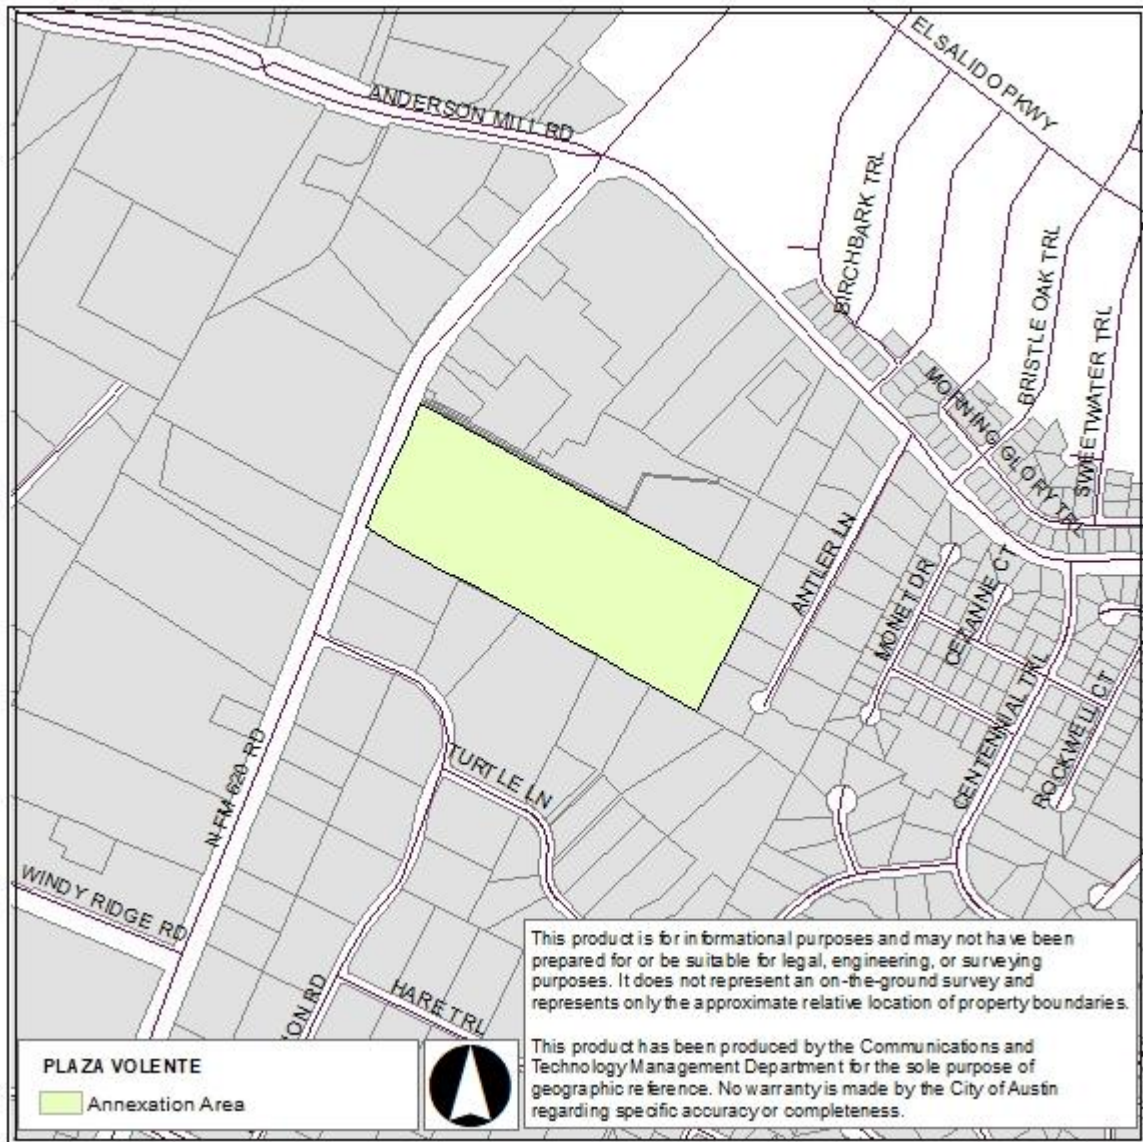 ELSALIDO PKWY
ANDERSON MILL RD
BIRCHBARK TRL
BRISTLE OAK TRL
SWEETWATER TRL
MORNING GLORY TRL
ANTLER LN
MONET DR
CEZANNE CT
CENTENNIAL TRL
ROCKWELL CT
N FM 620 RD
TURTLE LN
WINDY RIDGE RD
HARE TRL
ION RD
This product is for informational purposes and may not have been
prepared for or be suitable for legal, engineering, or surveying
purposes. It does not represent an on-the-ground survey and
represents only the approximate relative location of property boundaries.
This product has been produced by the Communications and
Technology Management Department for the sole purpose of
geographic reference. No warranty is made by the City of Austin
regarding specific accuracy or completeness.
PLAZA VOLENTE
Annexation Area